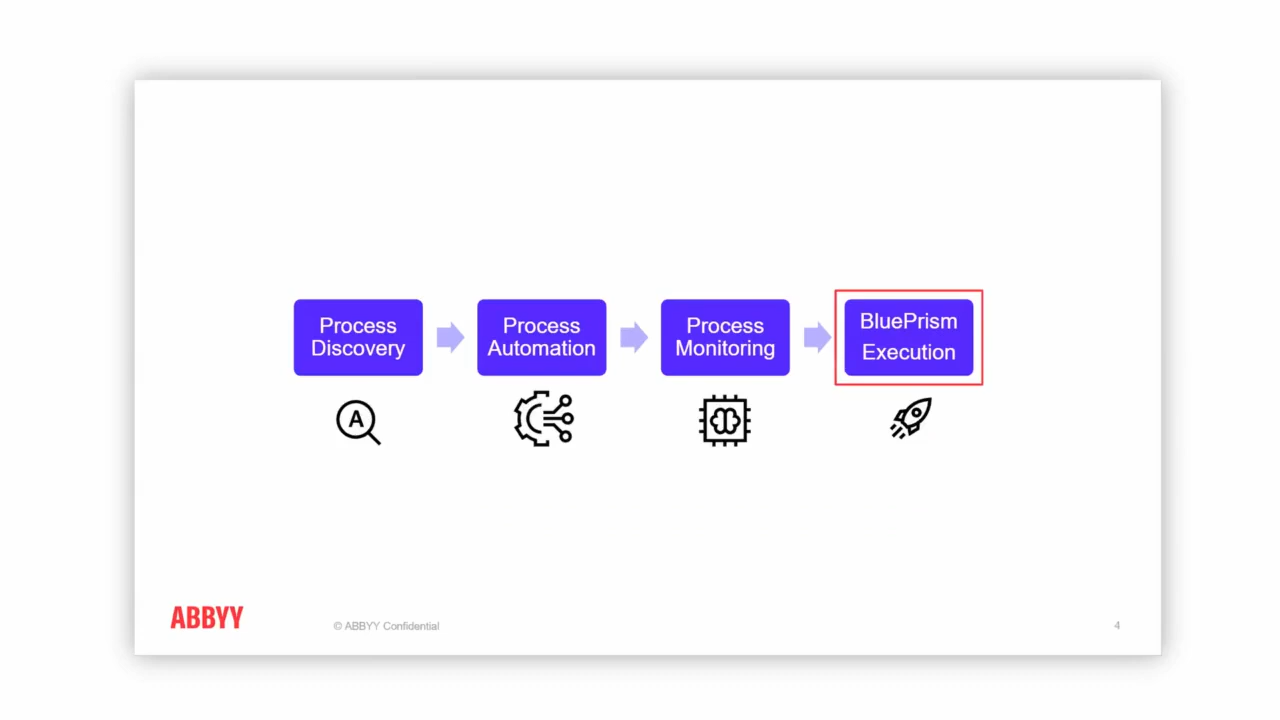 Process
Discovery
Process
Automation
Process
Monitoring
BluePrism
Execution
A
ABBYY
© ABBYY Confidential
4